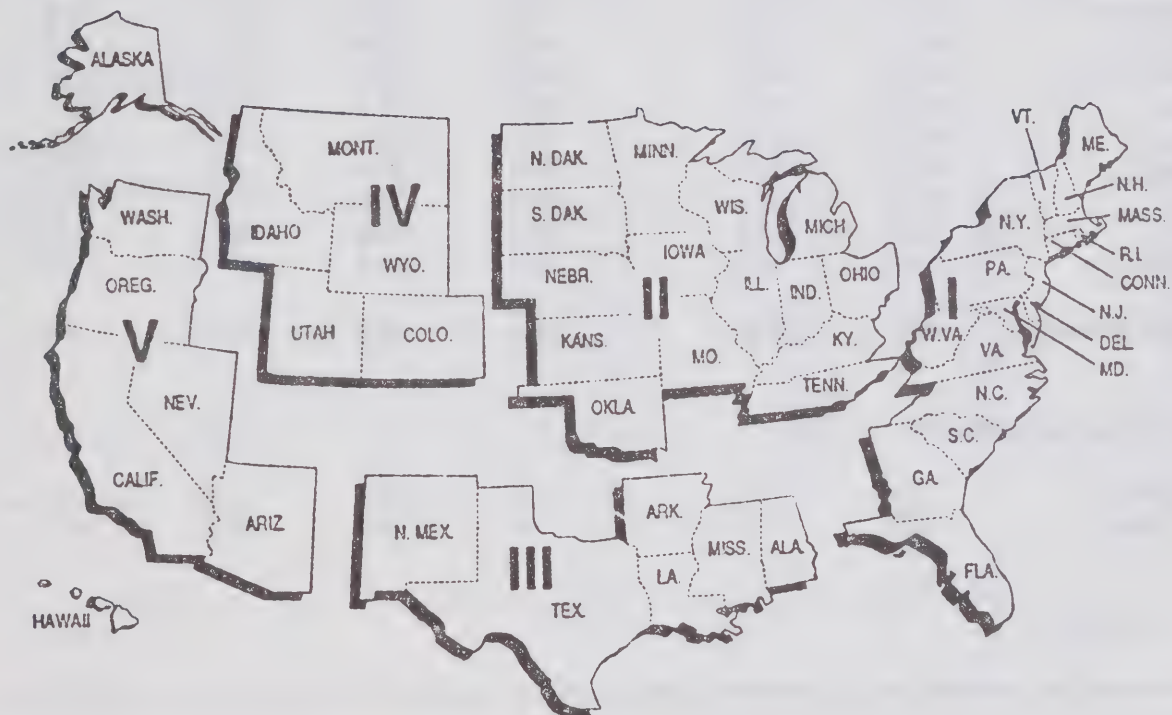 ALASKA
WASH.
OREG.
V
NEV.
CALIF.
ARIZ
HAWAII
MONT.
IV
IDAHO
WYO.
UTAH
COLO.
N. DAK.
MINN.
S. DAK.
WIS.
MICH
NEBR.
IOWA
II
ILL.
IND.
OHIO
KANS.
MO.
KY.
TENN.
OKLA.
N. MEX.
III
TEX.
ARK.
LA.
MISS.
ALA.
VT.
ME.
N.H.
MASS.
N.Y.
R.I.
CONN.
PA.
I
N.J.
DEL
MD.
W.VA.
VA.
N.C.
S.C.
GA.
FLA.